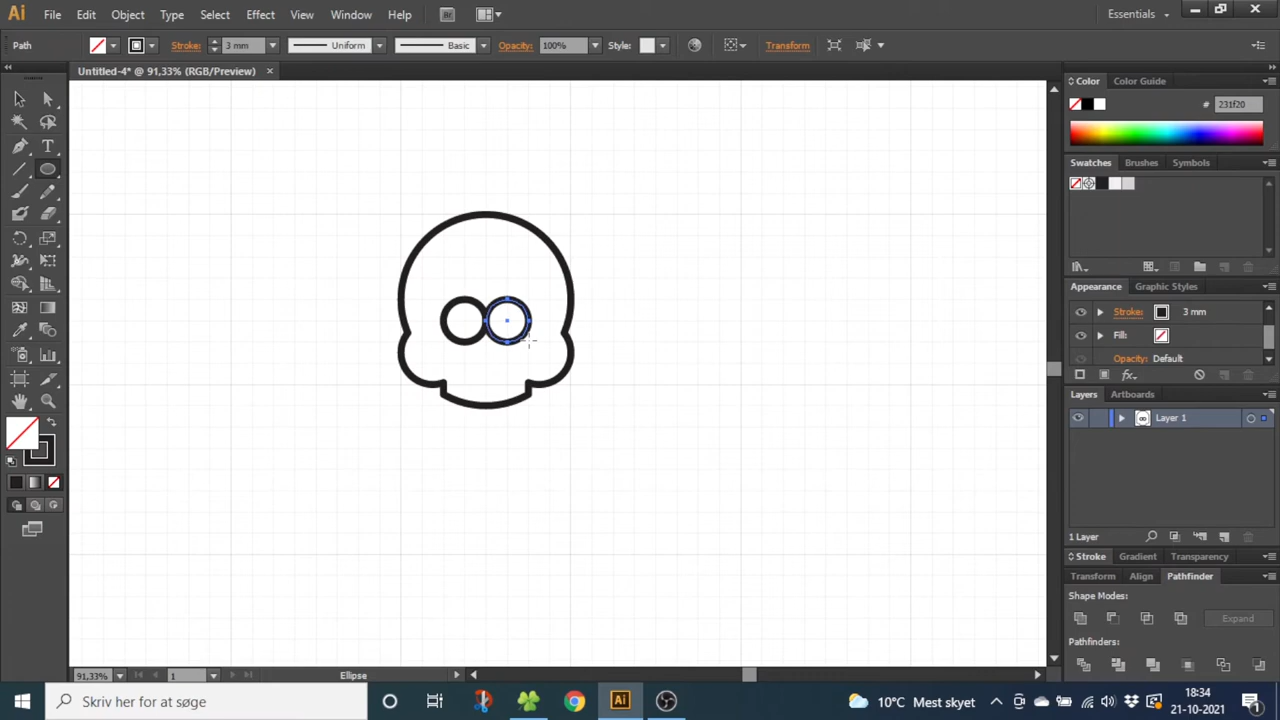 Ai File Edit Object Type Select Effect View Window Help Br Essentials
Path Stroke: 3 mm Uniform Basic Opacity: 100% Style: Transform
Untitled-4* @ 91,33% (RGB/Preview) ×
Color Color Guide
# 231f20
Swatches Brushes Symbols
Appearance Graphic Styles
Stroke: 3 mm
Fill:
Opacity: Default
fx
Layers Artboards
Layer 1
1 Layer
Stroke Gradient Transparency
Transform Align Pathfinder
Shape Modes:
Expand
Pathfinders:
91,33% 1 Ellipse
Skriv her for at søge
Ai
10°C Mest skyet
18:34
21-10-2021
1